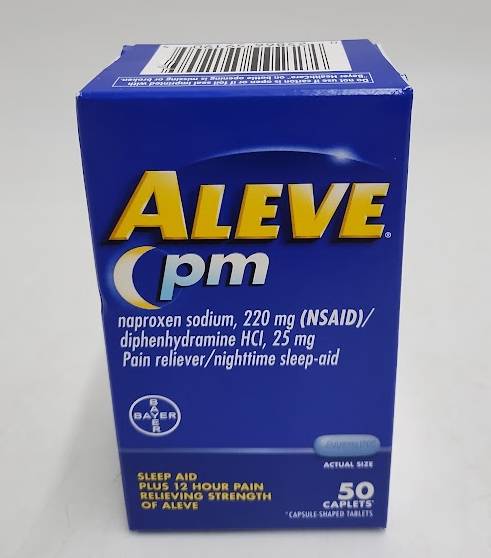 Do not use if carton is open or if foil seal imprinted with
"Bayer HealthCare" on bottle opening is missing or broken.
ALEVE®
pm
naproxen sodium, 220 mg (NSAID)/
diphenhydramine HCl, 25 mg
Pain reliever/nighttime sleep-aid
BAYER
BAYER
ACTUAL SIZE
SLEEP AID
PLUS 12 HOUR PAIN
RELIEVING STRENGTH
OF ALEVE
50
CAPLETS*
*CAPSULE-SHAPED TABLETS